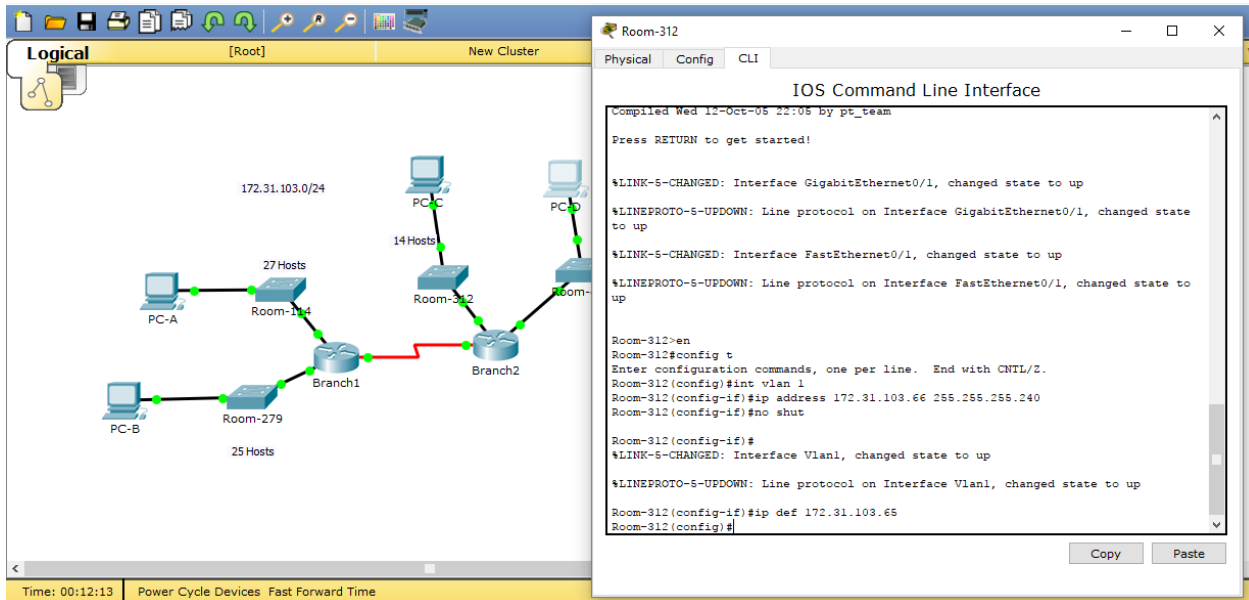 Logical
[Root]
New Cluster
172.31.103.0/24
PC-C
PC-D
14 Hosts
27 Hosts
Room-312
Room-
PC-A
Room-114
Branch1
Branch2
PC-B
Room-279
25 Hosts
Time: 00:12:13
Power Cycle Devices Fast Forward Time
Room-312
Physical
Config
CLI
IOS Command Line Interface
Compiled Wed 12-Oct-05 22:05 by pt_team
Press RETURN to get started!
%LINK-5-CHANGED: Interface GigabitEthernet0/1, changed state to up
%LINEPROTO-5-UPDOWN: Line protocol on Interface GigabitEthernet0/1, changed state
to up
%LINK-5-CHANGED: Interface FastEthernet0/1, changed state to up
%LINEPROTO-5-UPDOWN: Line protocol on Interface FastEthernet0/1, changed state to
up
Room-312>en
Room-312#config t
Enter configuration commands, one per line.  End with CNTL/Z.
Room-312(config)#int vlan 1
Room-312(config-if)#ip address 172.31.103.66 255.255.255.240
Room-312(config-if)#no shut
Room-312(config-if)#
%LINK-5-CHANGED: Interface Vlan1, changed state to up
%LINEPROTO-5-UPDOWN: Line protocol on Interface Vlan1, changed state to up
Room-312(config-if)#ip def 172.31.103.65
Room-312(config)#
Copy
Paste